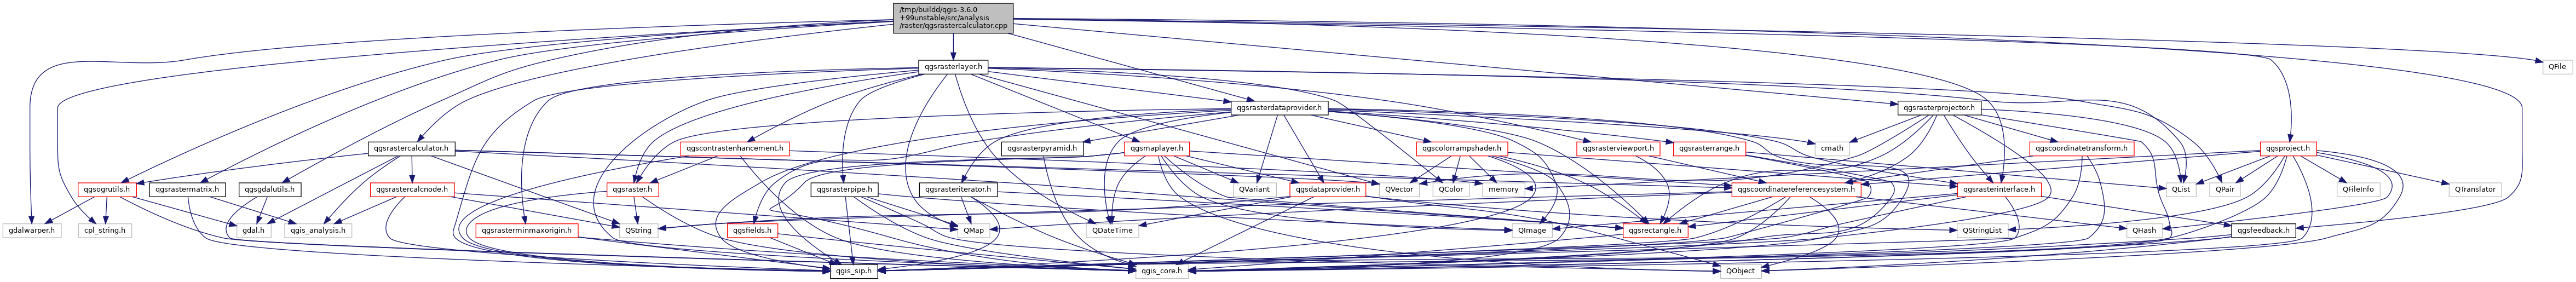 /tmp/buildd/qgis-3.6.0
+99unstable/src/analysis
/raster/qgsrastercalculator.cpp
qgsrasterlayer.h
QFile
qgsrasterdataprovider.h
qgsrasterprojector.h
qgsrastercalculator.h
qgscontrastenhancement.h
qgsrasterpyramid.h
qgsmaplayer.h
qgscolorrampshader.h
qgsrasterviewport.h
qgsrasterrange.h
cmath
qgscoordinatetransform.h
qgsproject.h
qgsogrutils.h
qgsrastermatrix.h
qgsgdalutils.h
qgsrastercalcnode.h
qgsraster.h
qgsrasterpipe.h
qgsrasteriterator.h
QVariant
qgsdataprovider.h
QVector
QColor
memory
qgscoordinatereferencesystem.h
qgsrasterinterface.h
QList
QPair
QFileInfo
QTranslator
gdalwarper.h
cpl_string.h
gdal.h
qgis_analysis.h
qgsrasterminmaxorigin.h
QString
qgsfields.h
QMap
QDateTime
QImage
qgsrectangle.h
QStringList
QHash
qgsfeedback.h
qgis_sip.h
qgis_core.h
QObject